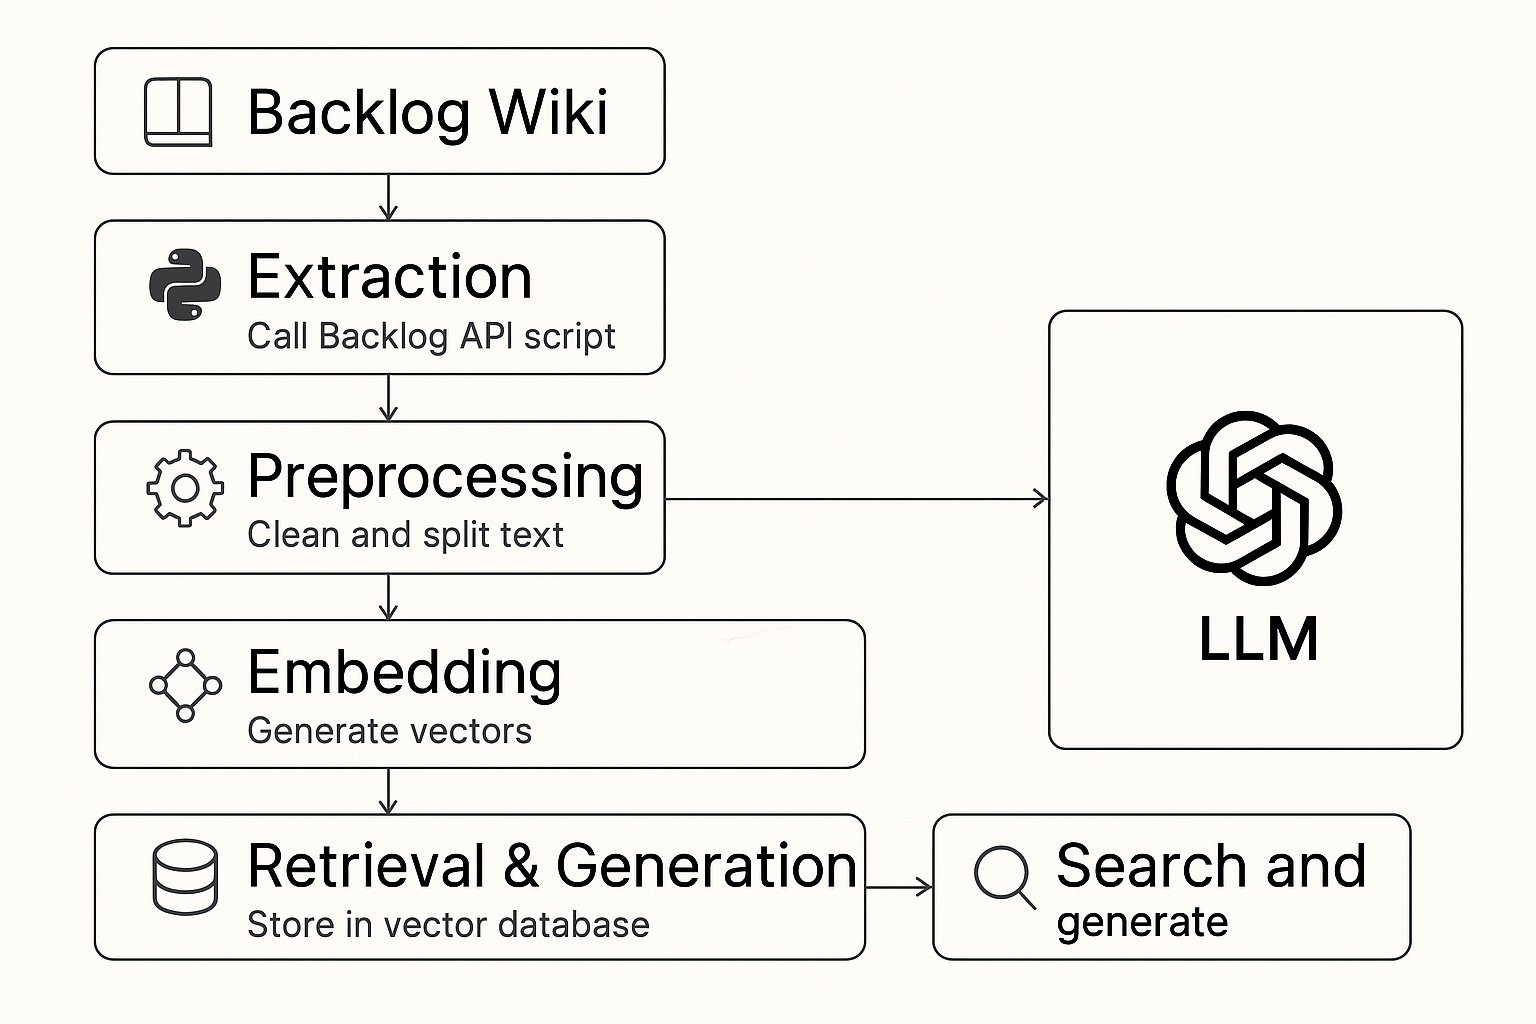 Backlog Wiki
Extraction
Call Backlog API script
Preprocessing
Clean and split text
LLM
Embedding
Generate vectors
Retrieval & Generation
Store in vector database
Search and
generate